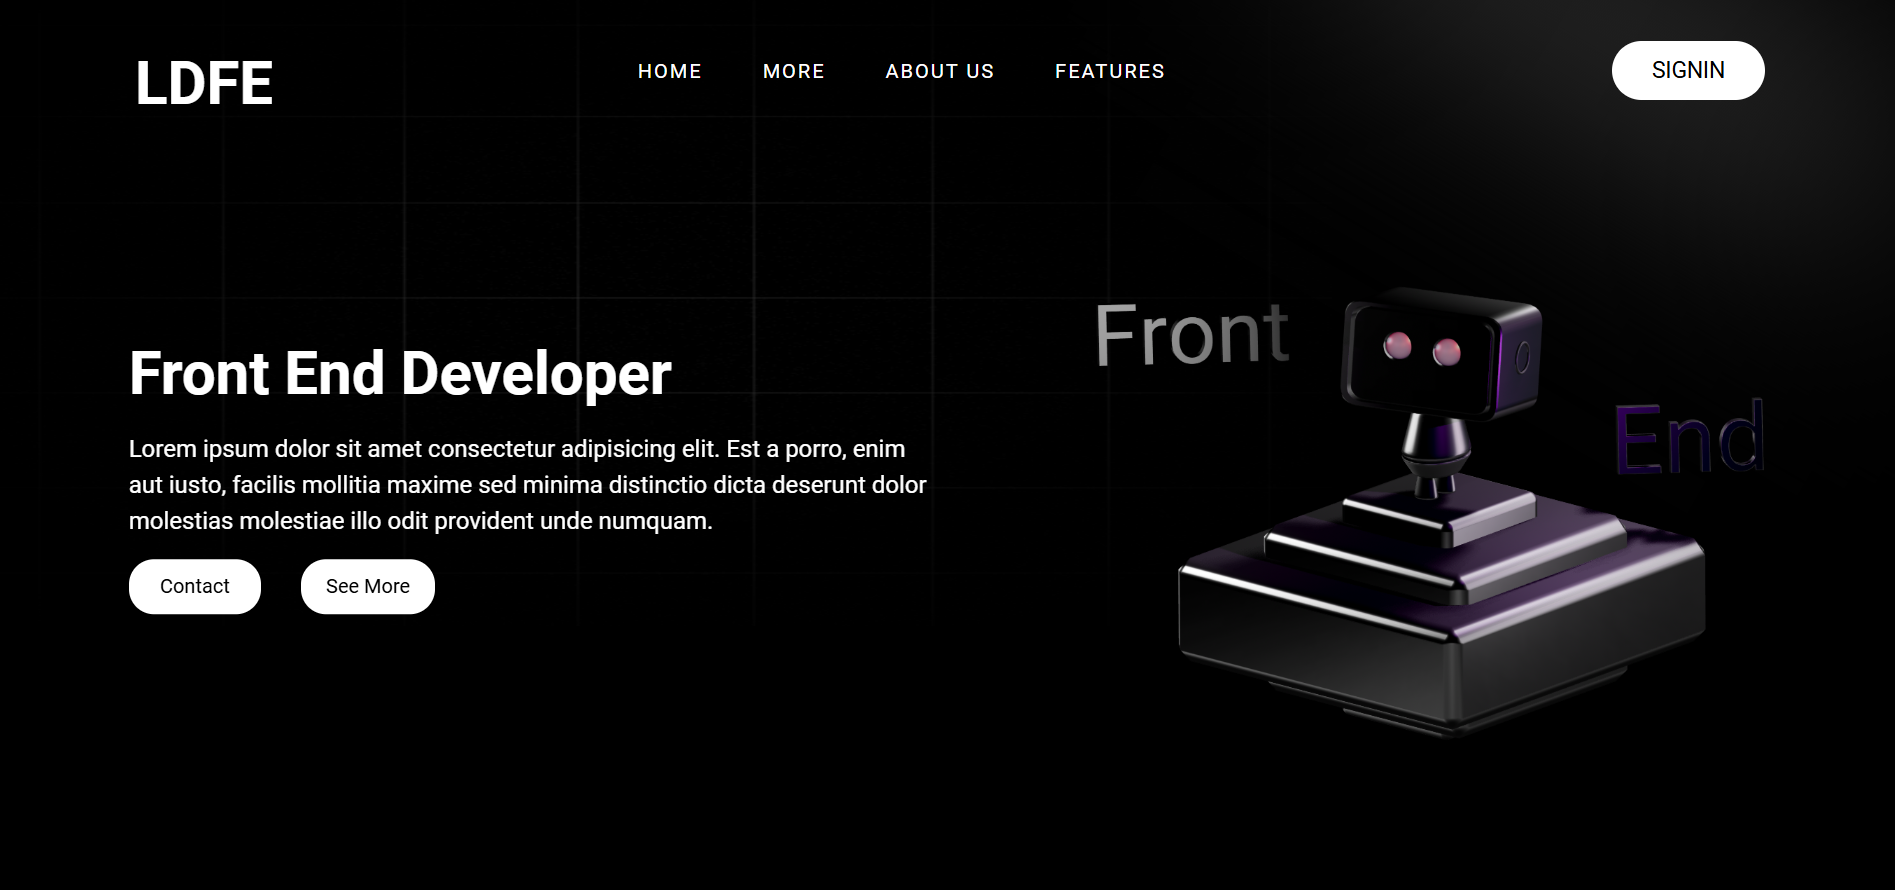 LDFE
HOME
MORE
ABOUT US
FEATURES
SIGNIN
Front End Developer
Lorem ipsum dolor sit amet consectetur adipisicing elit. Est a porro, enim
aut iusto, facilis mollitia maxime sed minima distinctio dicta deserunt dolor
molestias molestiae illo odit provident unde numquam.
Contact
See More
Front
End